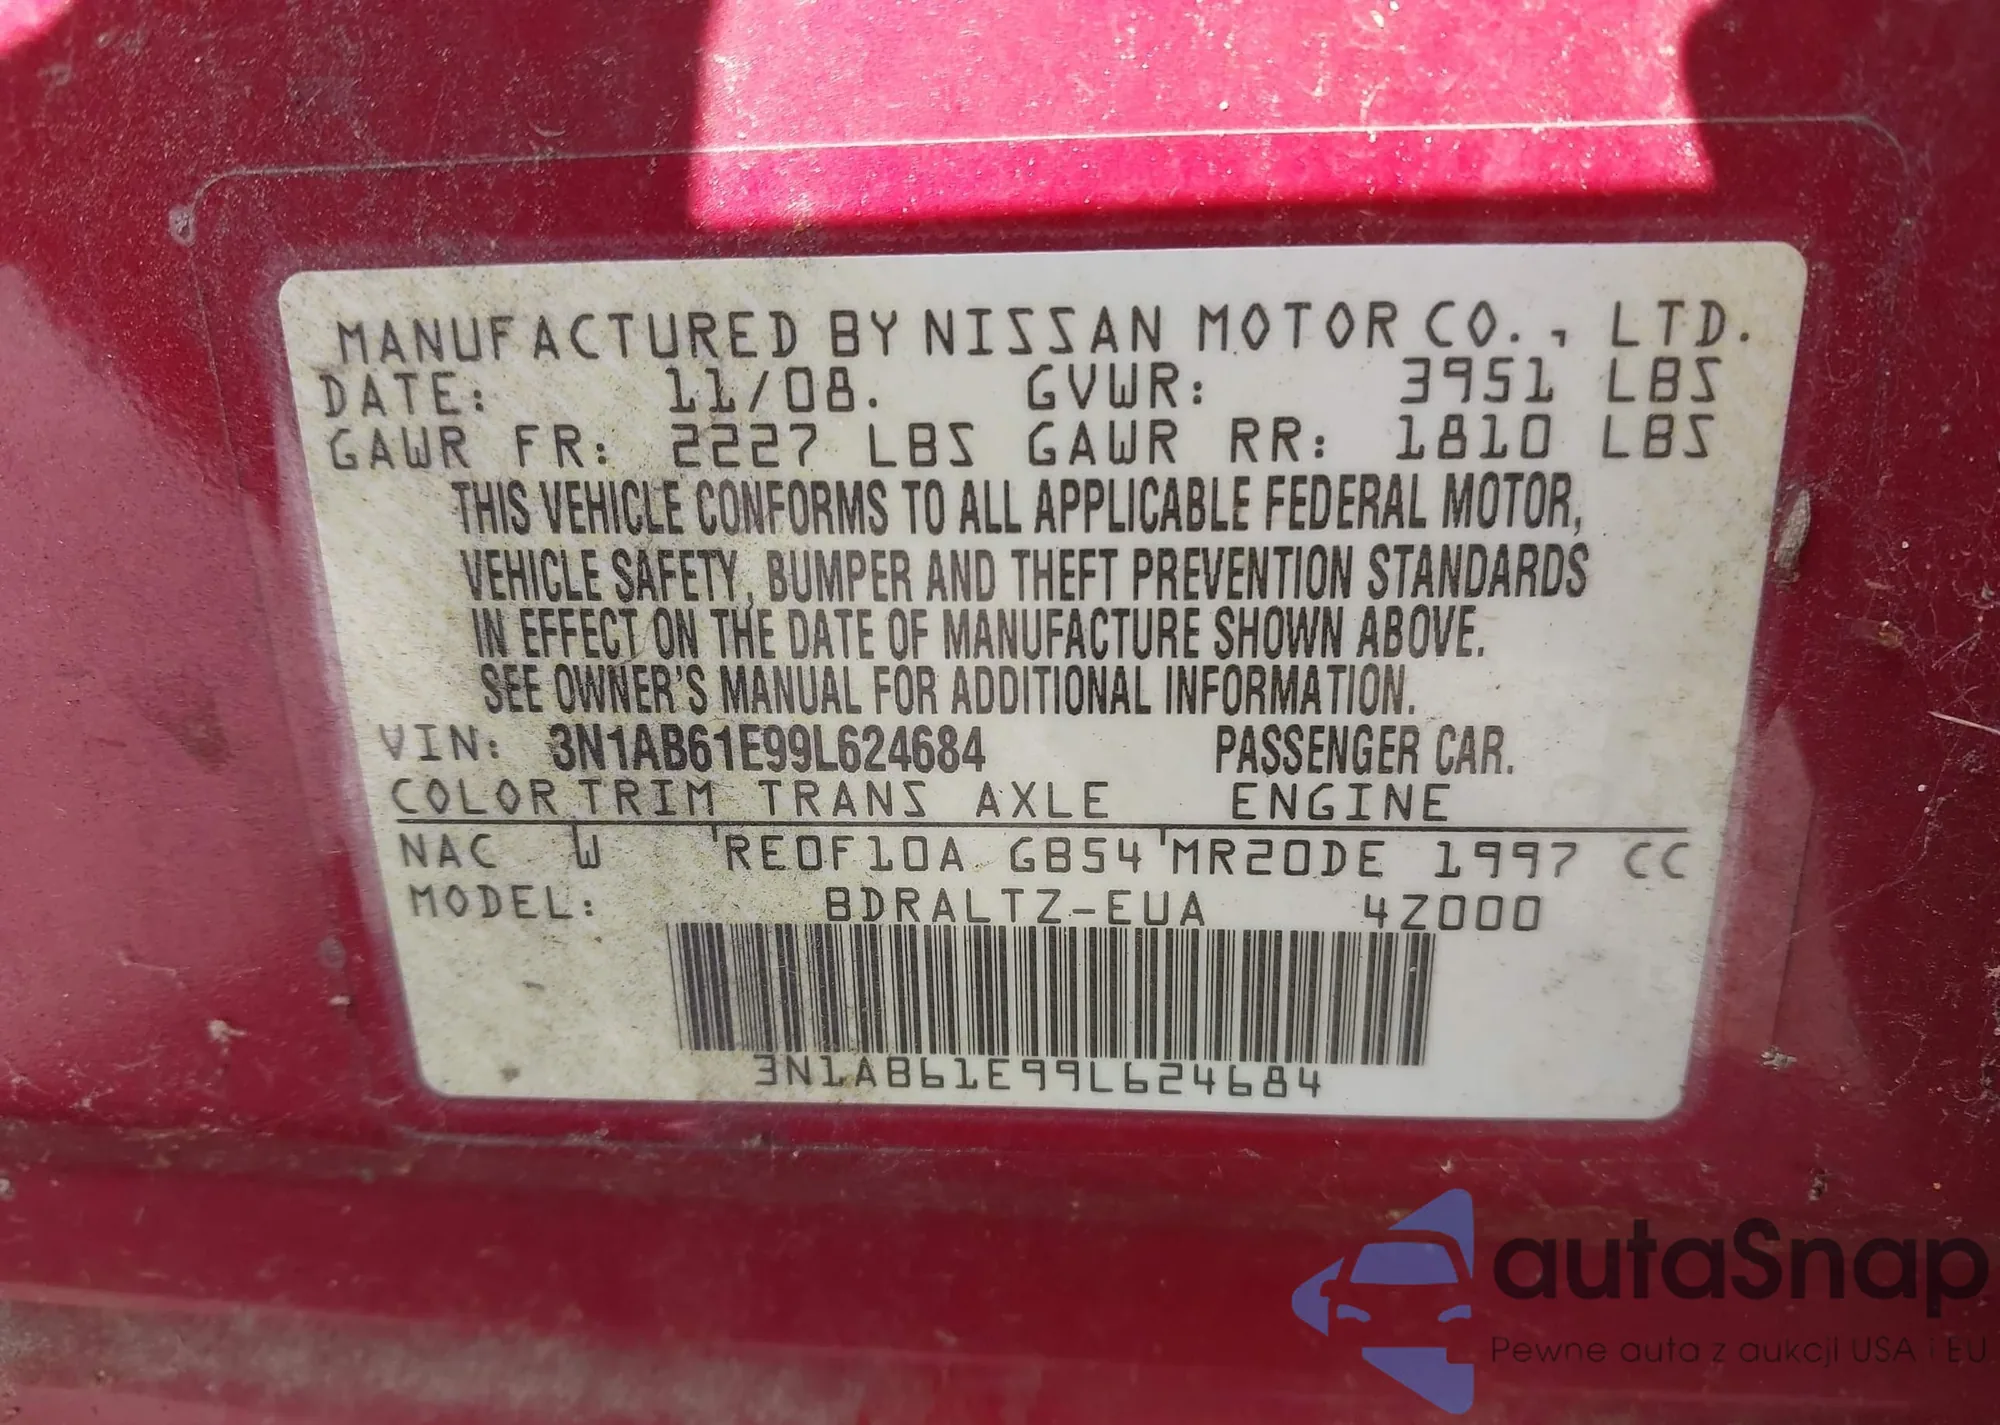 MANUFACTURED BY NISSAN MOTOR CO., LTD.
DATE: 11/08. GVWR: 3951 LBS
GAWR FR: 2227 LBS GAWR RR: 1810 LBS
THIS VEHICLE CONFORMS TO ALL APPLICABLE FEDERAL MOTOR,
VEHICLE SAFETY, BUMPER AND THEFT PREVENTION STANDARDS
IN EFFECT ON THE DATE OF MANUFACTURE SHOWN ABOVE.
SEE OWNER'S MANUAL FOR ADDITIONAL INFORMATION.
VIN: 3N1AB61E99L624684 PASSENGER CAR.
COLOR TRIM TRANS AXLE ENGINE
NAC W RE0F10A GB54 MR20DE 1997 CC
MODEL: BDRALTZ-EUA 4Z000
3N1AB61E99L624684
autaSnap
Pewne auta z aukcji USA i EU